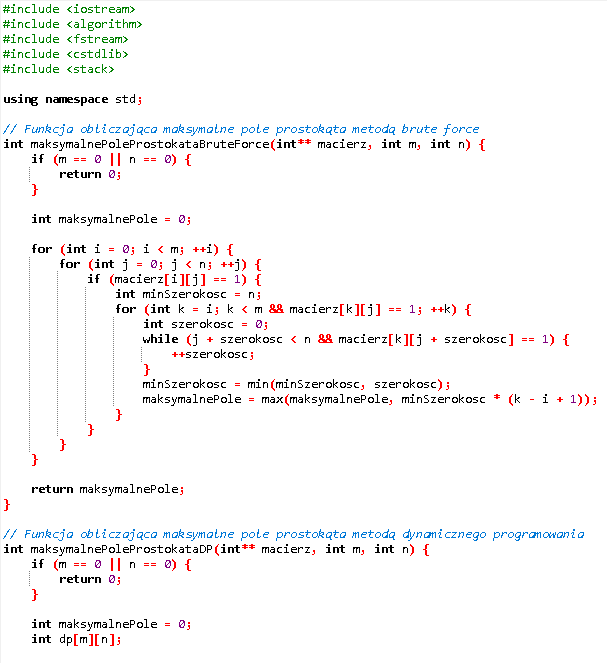 #include <iostream>
#include <algorithm>
#include <fstream>
#include <cstdlib>
#include <stack>

using namespace std;

// Funkcja obliczająca maksymalne pole prostokąta metodą brute force
int maksymalnePoleProstokataBruteForce(int** macierz, int m, int n) {
    if (m == 0 || n == 0) {
        return 0;
    }

    int maksymalnePole = 0;

    for (int i = 0; i < m; ++i) {
        for (int j = 0; j < n; ++j) {
            if (macierz[i][j] == 1) {
                int minSzerokosc = n;
                for (int k = i; k < m && macierz[k][j] == 1; ++k) {
                    int szerokosc = 0;
                    while (j + szerokosc < n && macierz[k][j + szerokosc] == 1) {
                        ++szerokosc;
                    }
                    minSzerokosc = min(minSzerokosc, szerokosc);
                    maksymalnePole = max(maksymalnePole, minSzerokosc * (k - i + 1));
                }
            }
        }
    }

    return maksymalnePole;
}

// Funkcja obliczająca maksymalne pole prostokąta metodą dynamicznego programowania
int maksymalnePoleProstokataDP(int** macierz, int m, int n) {
    if (m == 0 || n == 0) {
        return 0;
    }

    int maksymalnePole = 0;
    int dp[m][n];